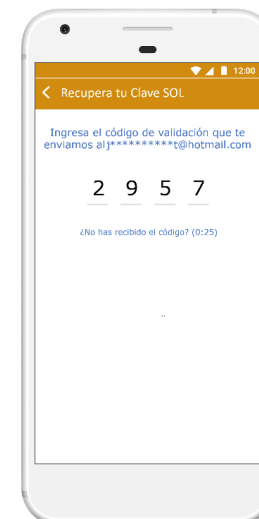 12:00
Recupera tu Clave SOL
Ingresa el código de validación que te
enviamos al j**********t@hotmail.com
2 9 5 7
¿No has recibido el código? (0:25)